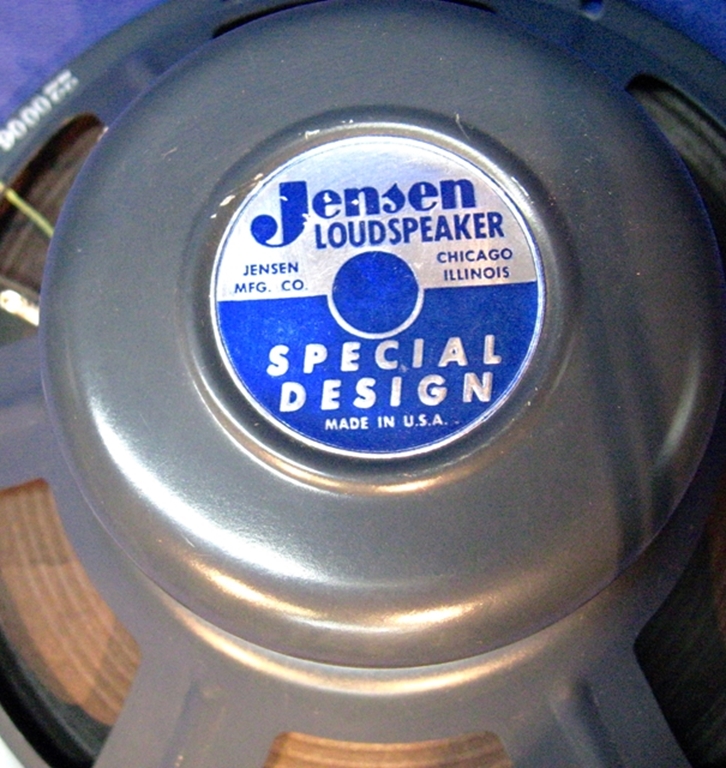 Jensen
LOUDSPEAKER
JENSEN
MFG. CO.
CHICAGO
ILLINOIS
SPECIAL
DESIGN
MADE IN U.S.A.